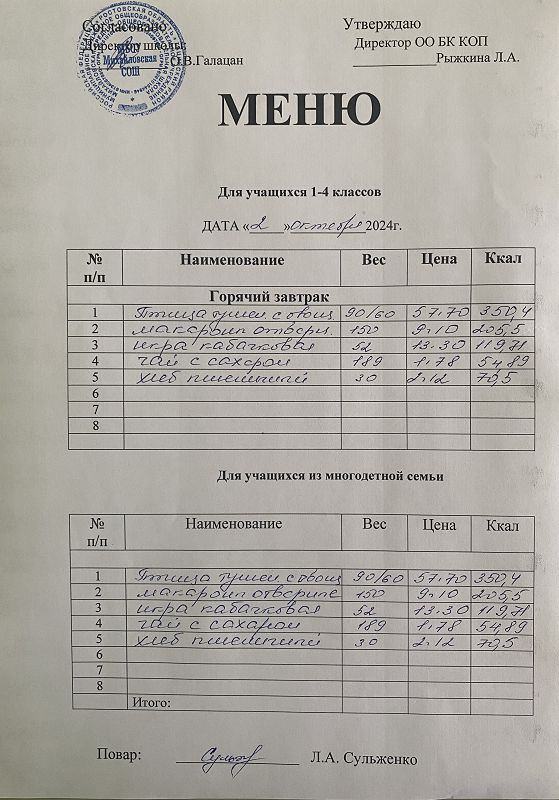 Согласовано Утверждаю
Директор школы: Директор ОО БК КОП
О.В.Галацан Рыжкина Л.А.
Михайловская
СОШ
МЕНЮ
Для учащихся 1-4 классов
ДАТА «2» октября 2024г.
№ п/п Наименование Вес Цена Ккал
Горячий завтрак
1 Птица тушен с овощ 90/60 57.70 350,4
2 макароны отварн. 150 9.10 205,5
3 икра кабачковая 52 13.30 119,71
4 чай с сахаром 189 1.78 54,89
5 хлеб пшеничный 30 2.12 70,5
6
7
8
Для учащихся из многодетной семьи
№ п/п Наименование Вес Цена Ккал
1 Птица тушен с овощ 90/60 57.70 350,4
2 макароны отварные 150 9.10 205,5
3 икра кабачковая 52 13.30 119,71
4 чай с сахаром 189 1.78 54,89
5 хлеб пшеничный 30 2.12 70,5
6
7
8
Итого:
Повар: Л.А. Сульженко